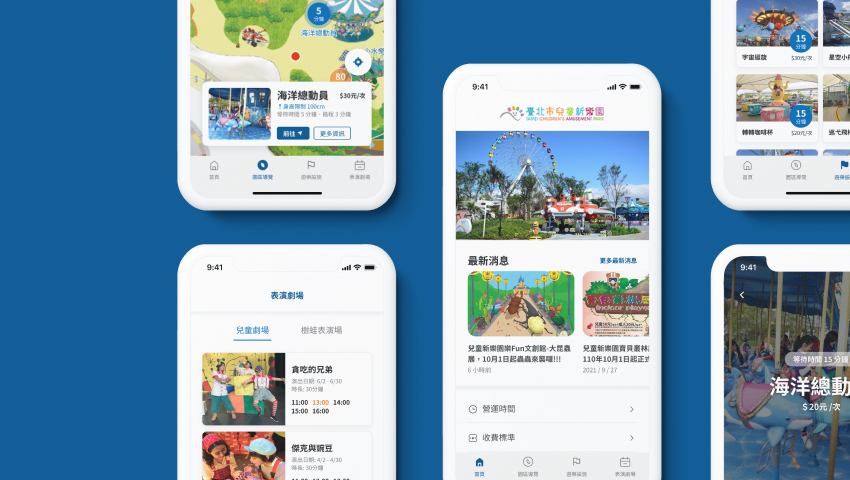 5
分鐘
海洋總動員
80
海洋總動員
$30元/次
身高限制 100cm
等待時間 5 分鐘・旅程 3 分鐘
前往
更多資訊
首頁
園區導覽
遊樂設施
表演劇場
9:41
表演劇場
兒童劇場
樹蛙表演場
貪吃的兄弟
演出日期: 6/2 - 6/30
時長: 30分鐘
11:00 13:00 14:00
15:00 16:00
傑克與豌豆
演出日期: 4/2 - 4/30
時長: 30分鐘
9:41
臺北市兒童新樂園
TAIPEI CHILDREN'S AMUSEMENT PARK
最新消息
更多最新消息
兒童新樂園樂Fun文創館-大昆蟲
展，10月1日起蟲蟲來襲囉!!!
6 小時前
Indoor player
兒童新樂園寶貝叢林
110年10月1日起正式
2021 / 9 / 27
營運時間
收費標準
首頁
園區導覽
遊樂設施
表演劇場
15
分鐘
宇宙迴旋
$30元/次
星空小
15
分鐘
轉轉咖啡杯
$20元/次
巡弋飛
首頁
園區導覽
遊樂設
9:41
等待時間 15 分鐘
海洋總動
$ 20元 /次